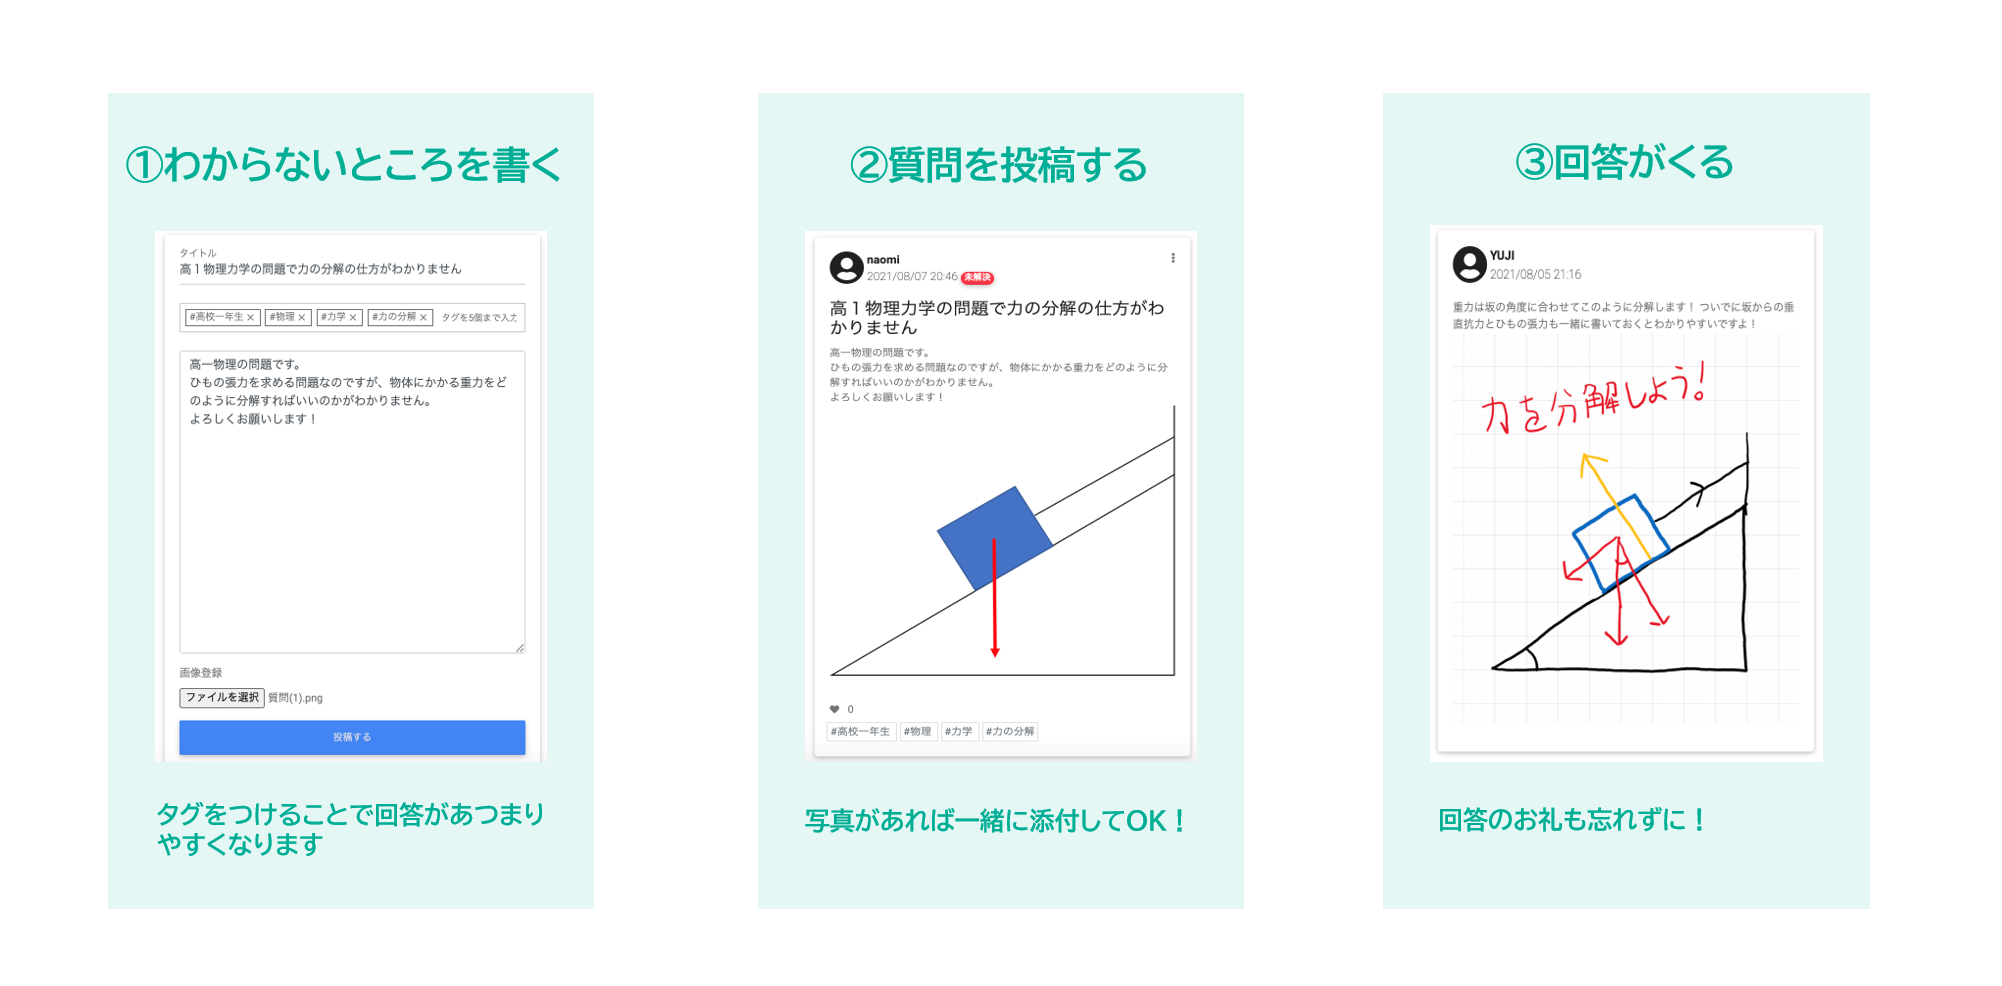 ①わからないところを書く
タイトル
高１物理力学の問題で力の分解の仕方がわかりません
#高校一年生 × #物理 × #力学 × #力の分解 × タグを5個まで入力
高一物理の問題です。
ひもの張力を求める問題なのですが、物体にかかる重力をど
のように分解すればいいのかがわかりません。
よろしくお願いします！
画像登録
ファイルを選択 質問(1).png
投稿する
タグをつけることで回答があつまり
やすくなります
②質問を投稿する
naomi
2021/08/07 20:46 未解決
高１物理力学の問題で力の分解の仕方がわ
かりません
高一物理の問題です。
ひもの張力を求める問題なのですが、物体にかかる重力をどのように分
解すればいいのかがわかりません。
よろしくお願いします！
0
#高校一年生 #物理 #力学 #力の分解
写真があれば一緒に添付してOK！
③回答がくる
YUJI
2021/08/05 21:16
重力は坂の角度に合わせてこのように分解します！ ついでに坂からの垂
直抗力とひもの張力も一緒に書いておくとわかりやすいですよ！
力を分解しよう！
回答のお礼も忘れずに！